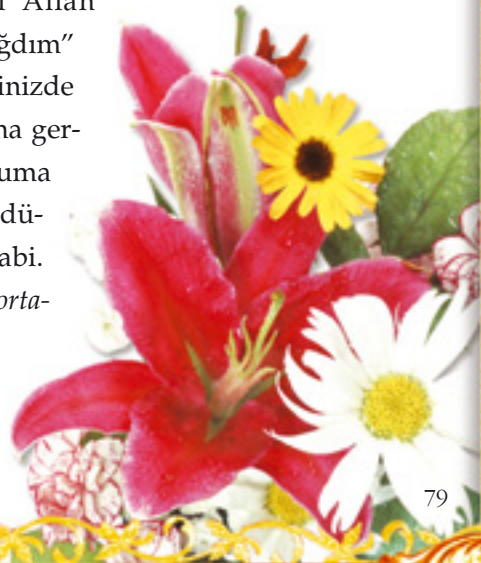 Allah
ğdım”
inizde
na ger-
uma
dü-
abi.
orta-
79